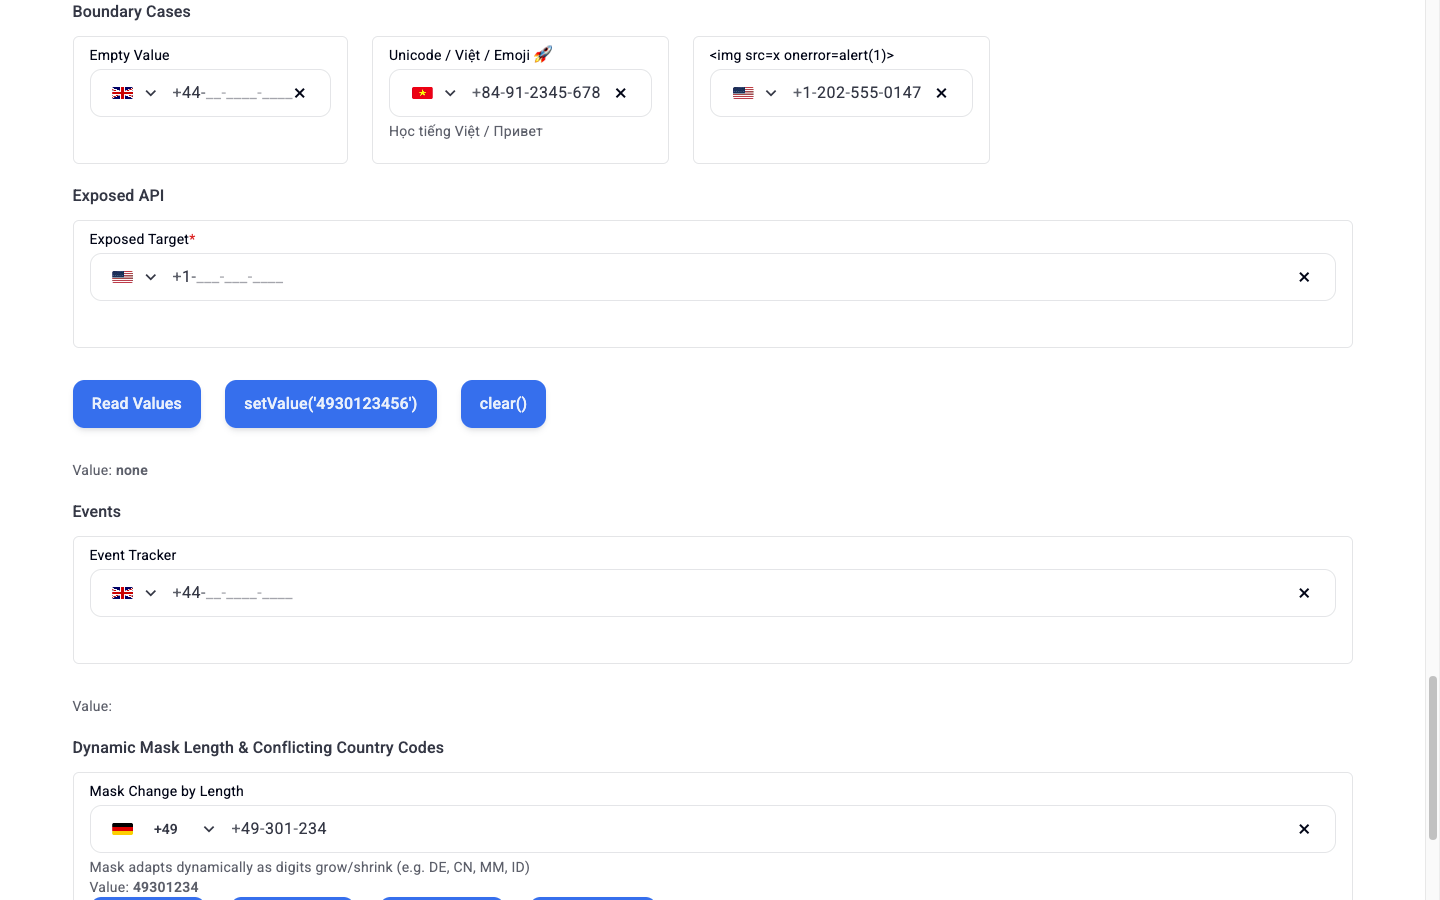 Boundary Cases
Empty Value
+44-__-____-____
Unicode / Việt / Emoji 🚀
+84-91-2345-678
Học tiếng Việt / Привет
<img src=x onerror=alert(1)>
+1-202-555-0147
Exposed API
Exposed Target*
+1-___-___-____
Read Values
setValue('4930123456')
clear()
Value: none
Events
Event Tracker
+44-__-____-____
Value:
Dynamic Mask Length & Conflicting Country Codes
Mask Change by Length
+49 +49-301-234
Mask adapts dynamically as digits grow/shrink (e.g. DE, CN, MM, ID)
Value: 49301234